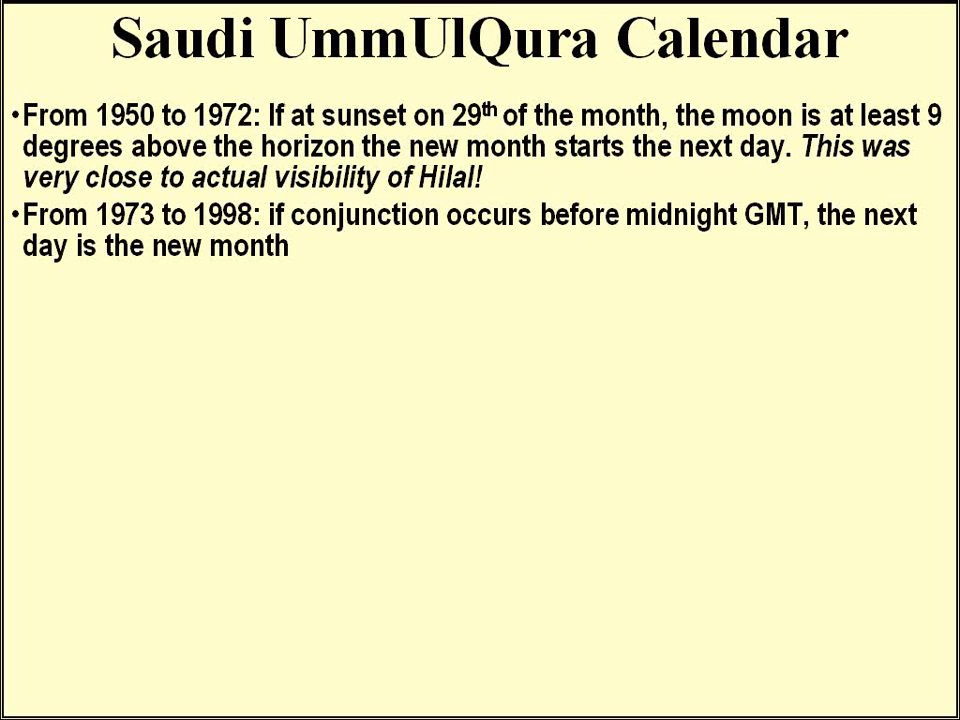 Saudi UmmUlQura Calendar
•From 1950 to 1972: If at sunset on 29th of the month, the moon is at least 9
degrees above the horizon the new month starts the next day. This was
very close to actual visibility of Hilal!
•From 1973 to 1998: if conjunction occurs before midnight GMT, the next
day is the new month